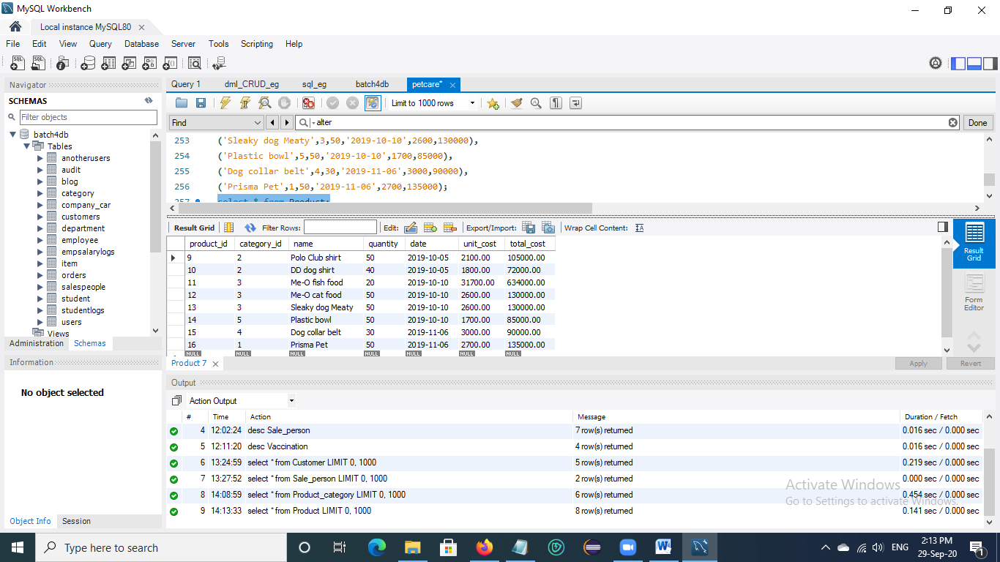 MySQL Workbench
Local instance MySQL80
File Edit View Query Database Server Tools Scripting Help
Navigator
SCHEMAS
Filter objects
batch4db
Tables
anotherusers
audit
blog
category
company_car
customers
department
employee
empsalarylogs
item
orders
salespeople
student
studentlogs
users
Views
Administration Schemas
Information
No object selected
Object Info Session
Query 1 dml_CRUD_eg sql_eg batch4db petcare*
Limit to 1000 rows
Find - alter Done
253 ('Sleaky dog Meaty',3,50,'2019-10-10',2600,130000),
254 ('Plastic bowl',5,50,'2019-10-10',1700,85000),
255 ('Dog collar belt',4,30,'2019-11-06',3000,90000),
256 ('Prisma Pet',1,50,'2019-11-06',2700,135000);
257 select * from Product;
Result Grid Filter Rows: Edit: Export/Import: Wrap Cell Content: IA
product_id category_id name quantity date unit_cost total_cost
9 2 Polo Club shirt 50 2019-10-05 2100.00 105000.00
10 2 DD dog shirt 40 2019-10-05 1800.00 72000.00
11 3 Me-O fish food 20 2019-10-10 31700.00 634000.00
12 3 Me-O cat food 50 2019-10-10 2600.00 130000.00
13 3 Sleaky dog Meaty 50 2019-10-10 2600.00 130000.00
14 5 Plastic bowl 50 2019-10-10 1700.00 85000.00
15 4 Dog collar belt 30 2019-11-06 3000.00 90000.00
16 1 Prisma Pet 50 2019-11-06 2700.00 135000.00
NULL NULL NULL NULL NULL NULL NULL
Result Grid
Form Editor
Product 7 Apply Revert
Output
Action Output
# Time Action Message Duration / Fetch
4 12:02:24 desc Sale_person 7 row(s) returned 0.016 sec / 0.000 sec
5 12:11:20 desc Vaccination 4 row(s) returned 0.016 sec / 0.000 sec
6 13:24:59 select * from Customer LIMIT 0, 1000 5 row(s) returned 0.219 sec / 0.000 sec
7 13:27:52 select * from Sale_person LIMIT 0, 1000 2 row(s) returned 0.000 sec / 0.000 sec
8 14:08:59 select * from Product_category LIMIT 0, 1000 6 row(s) returned 0.454 sec / 0.000 sec
9 14:13:33 select * from Product LIMIT 0, 1000 8 row(s) returned 0.141 sec / 0.000 sec
Activate Windows
Go to Settings to activate Windows.
Type here to search
ENG
2:13 PM
29-Sep-20
1